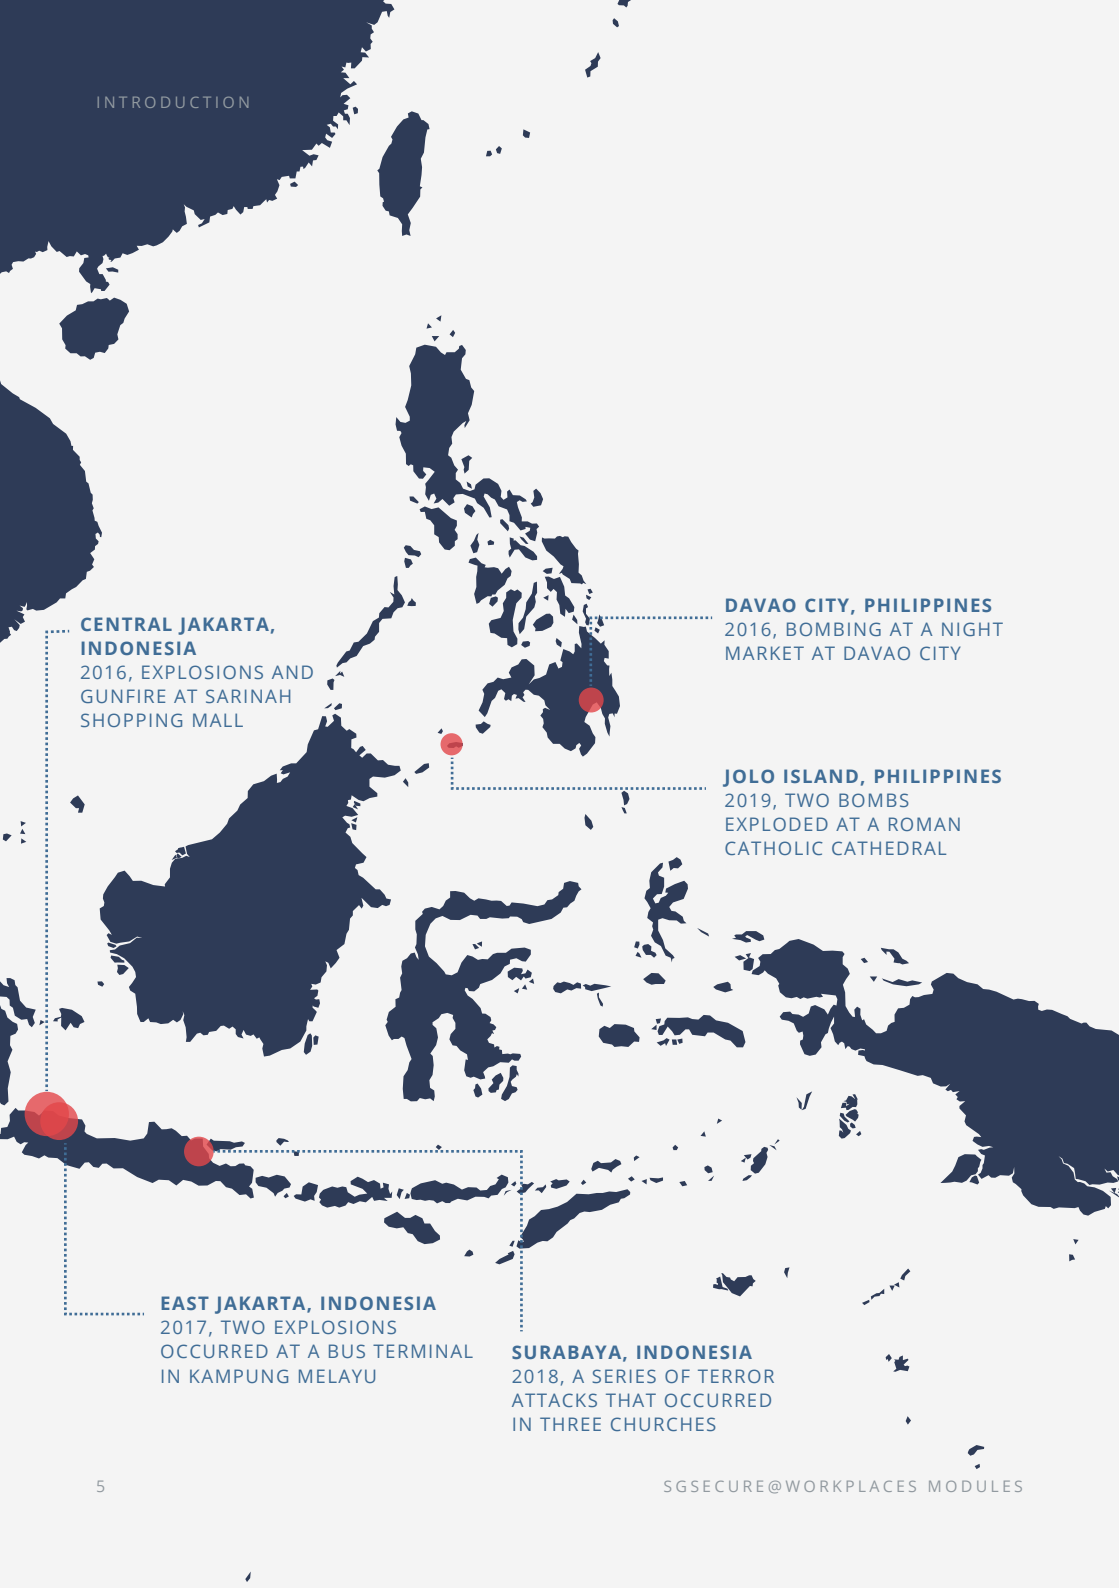 INTRODUCTION
CENTRAL JAKARTA,
INDONESIA
2016, EXPLOSIONS AND
GUNFIRE AT SARINAH
SHOPPING MALL
DAVAO CITY, PHILIPPINES
2016, BOMBING AT A NIGHT
MARKET AT DAVAO CITY
JOLO ISLAND, PHILIPPINES
2019, TWO BOMBS
EXPLODED AT A ROMAN
CATHOLIC CATHEDRAL
EAST JAKARTA, INDONESIA
2017, TWO EXPLOSIONS
OCCURRED AT A BUS TERMINAL
IN KAMPUNG MELAYU
SURABAYA, INDONESIA
2018, A SERIES OF TERROR
ATTACKS THAT OCCURRED
IN THREE CHURCHES
5
SGSECURE@WORKPLACES MODULES